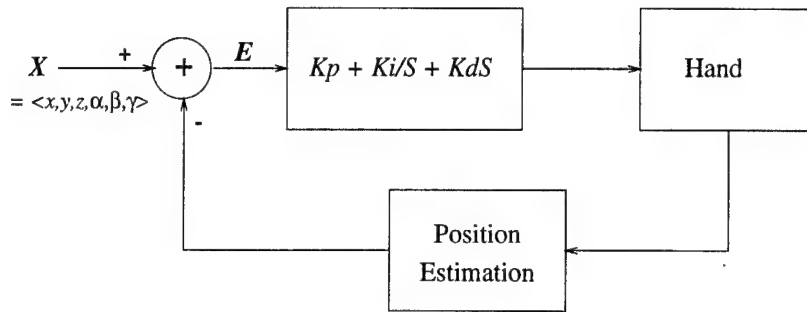 X
+
+
E
Kp + Ki/S + KdS
Hand
= <x,y,z,α,β,γ>
-
Position
Estimation